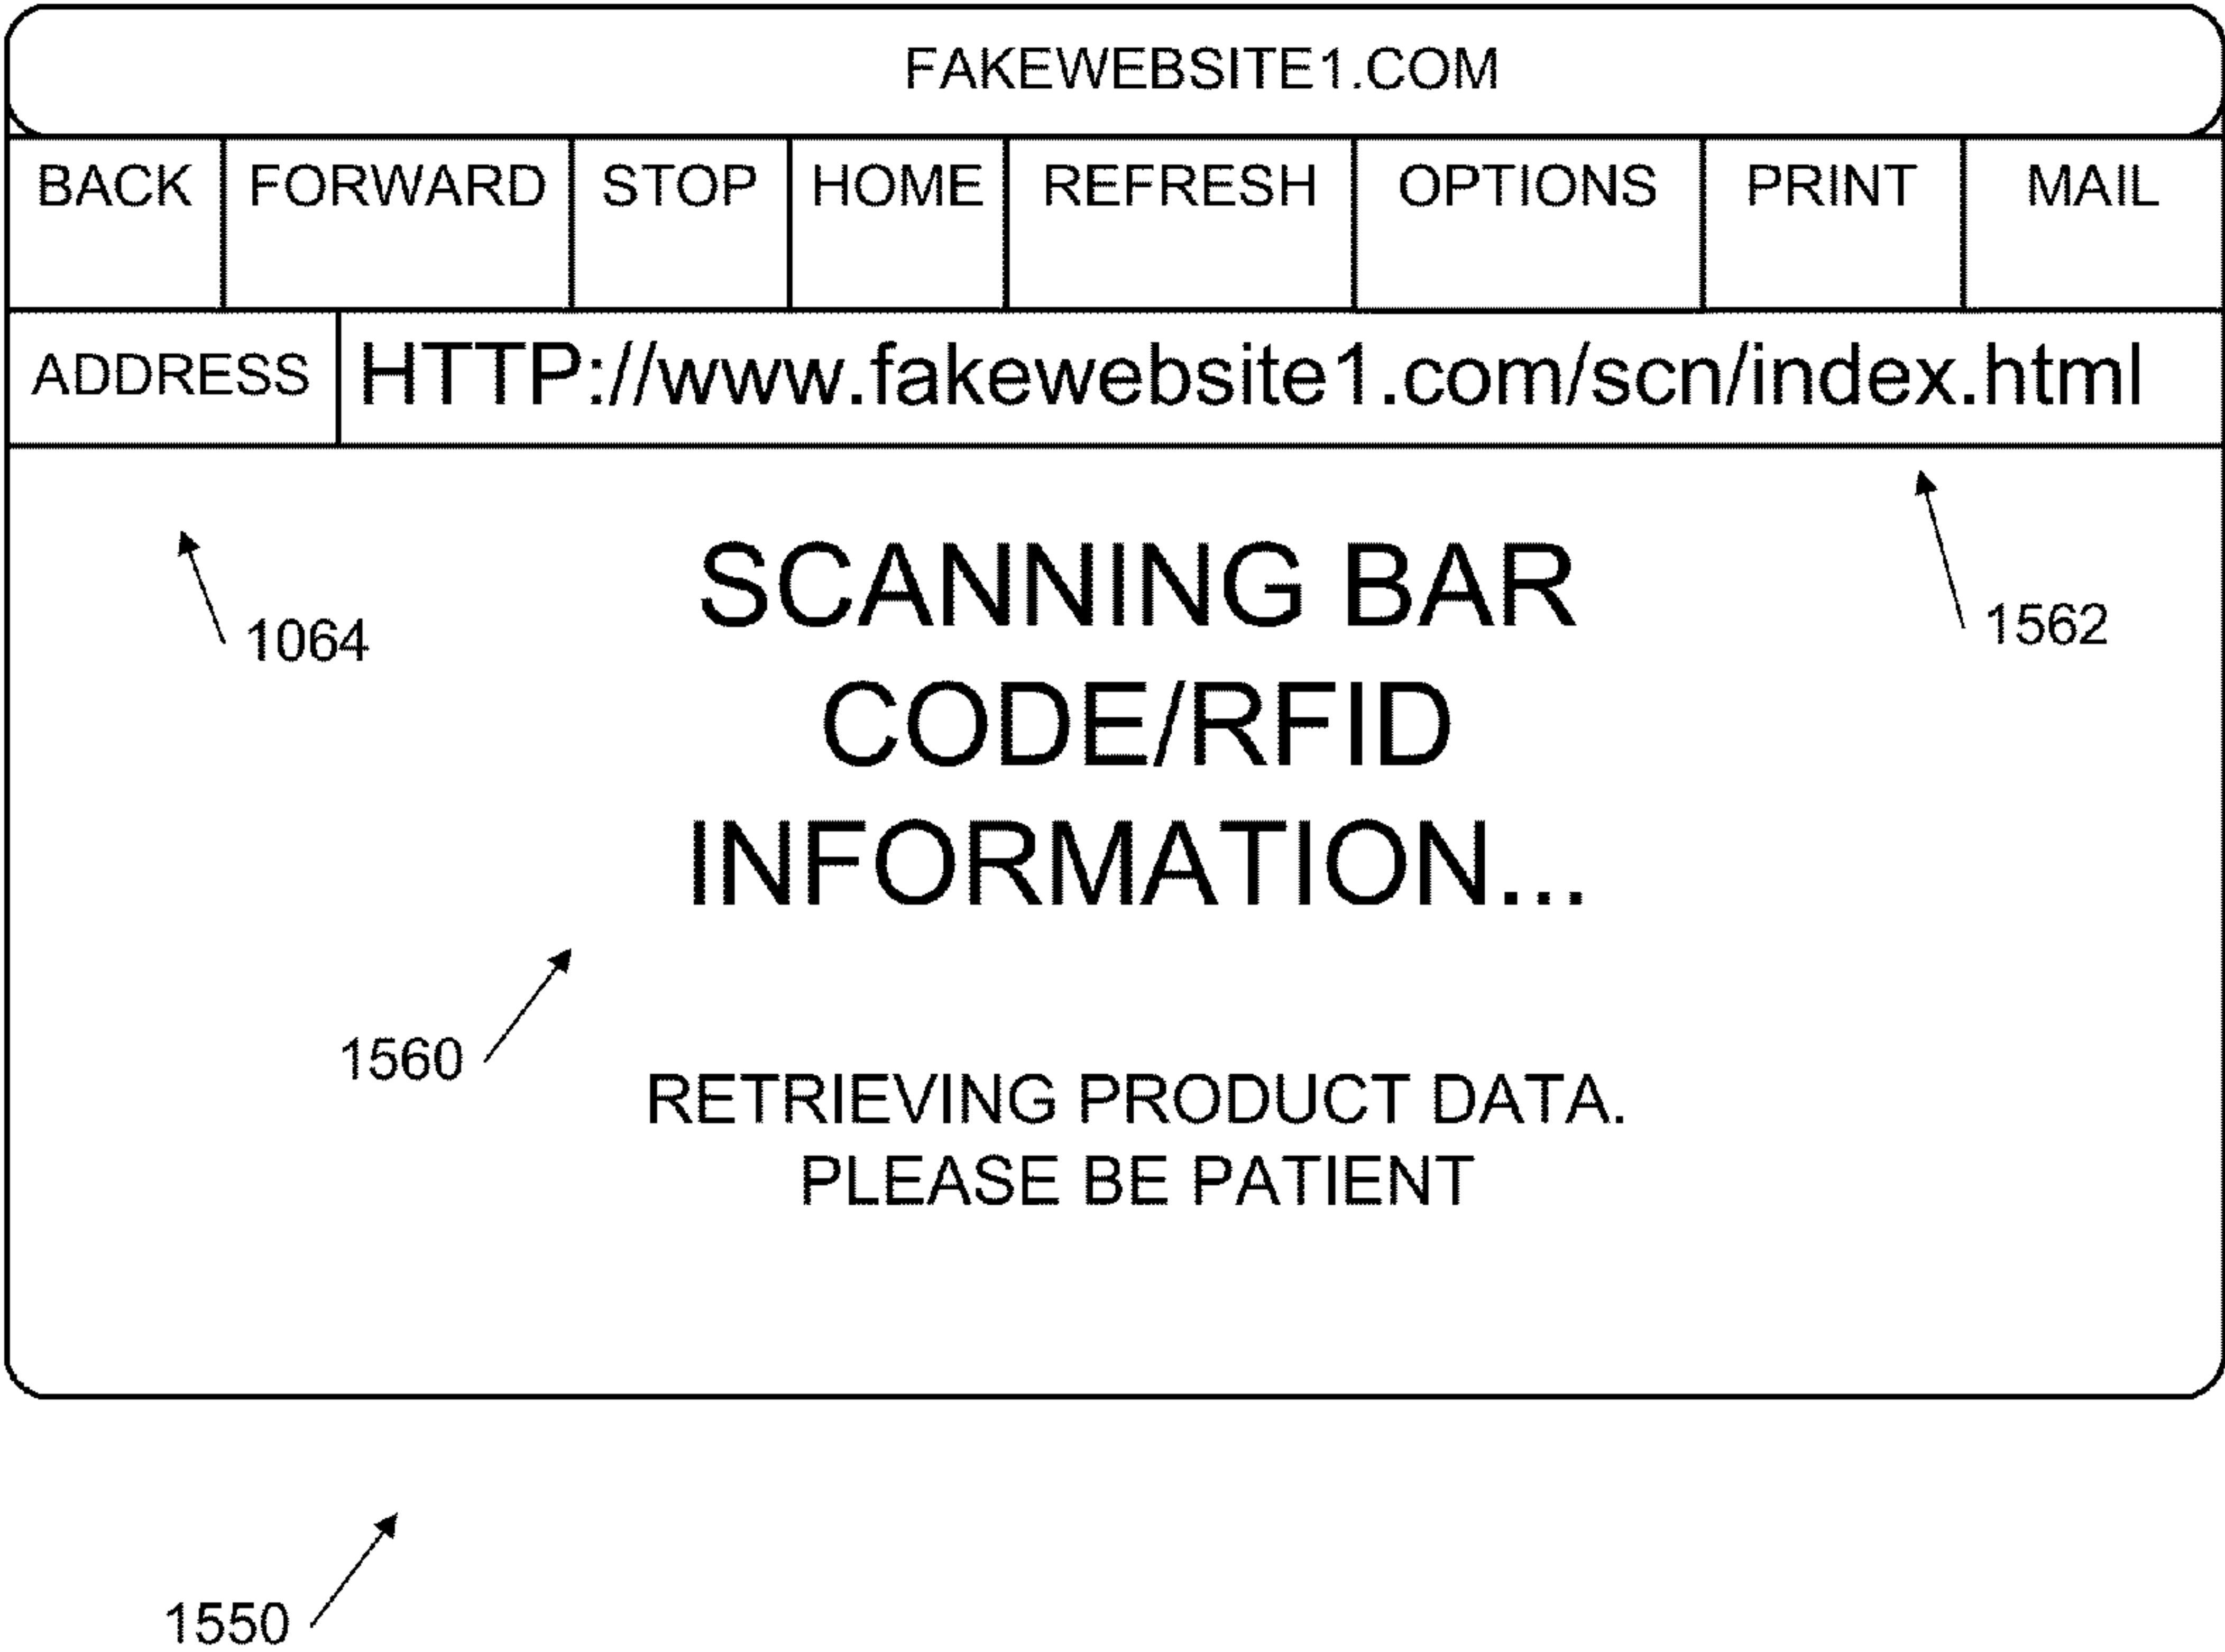 FAKEWEBSITE1.COM
BACK FORWARD STOP HOME REFRESH OPTIONS PRINT MAIL
ADDRESS HTTP://www.fakewebsite1.com/scn/index.html
SCANNING BAR
1064
1562
CODE/RFID
INFORMATION...
1560
RETRIEVING PRODUCT DATA.
PLEASE BE PATIENT
1550